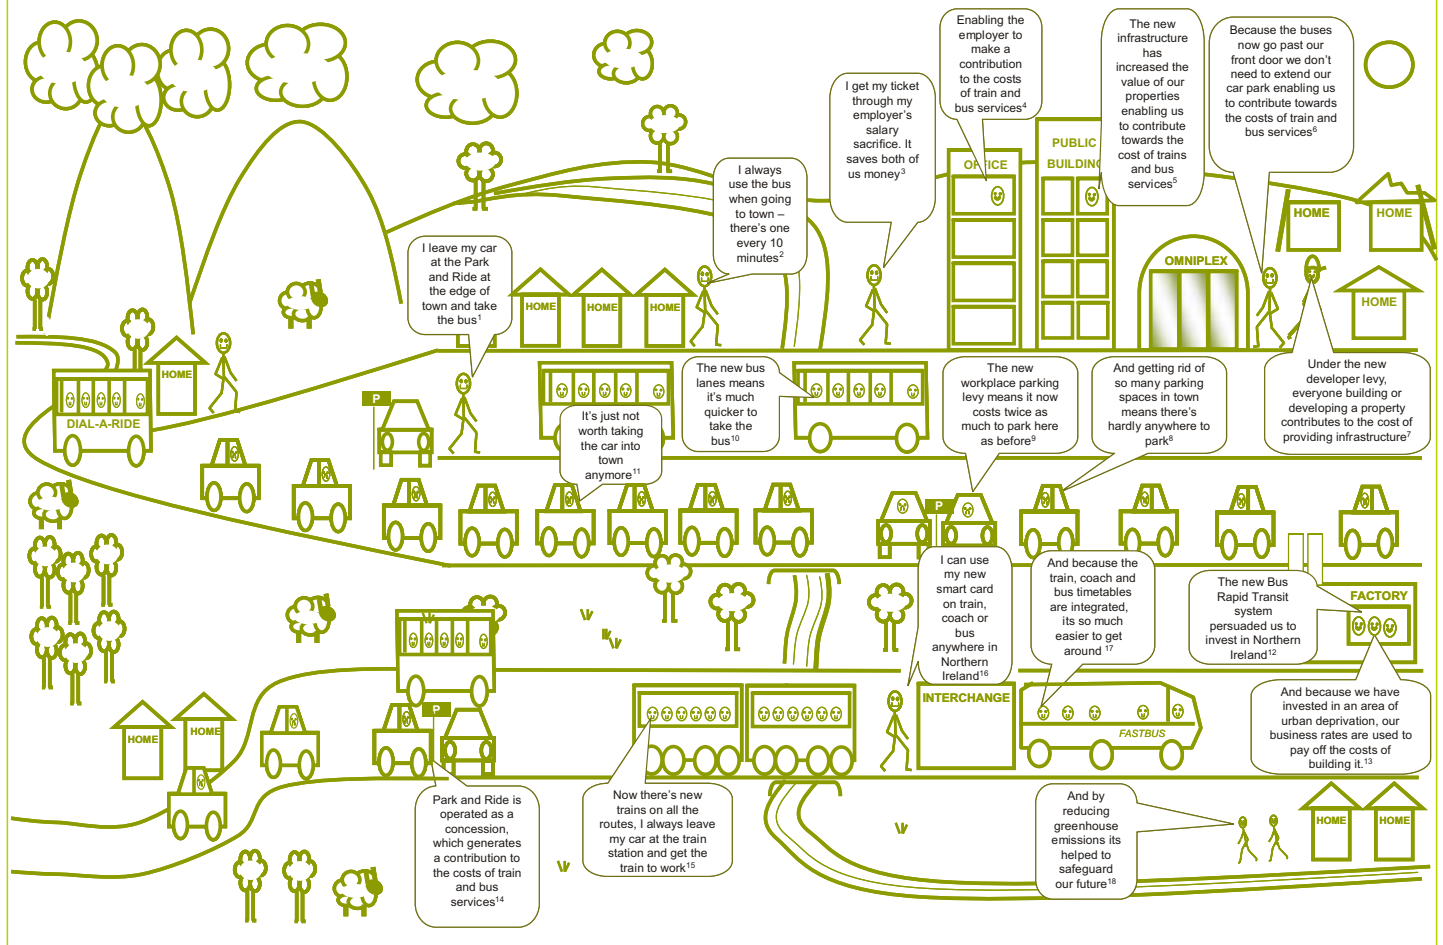 Enabling the
employer to
make a
contribution
to the costs
of train and
bus services4
The new
infrastructure
has
increased the
value of our
properties
enabling us
to contribute
towards the
cost of trains
and bus
services5
Because the buses
now go past our
front door we don't
need to extend our
car park enabling us
to contribute towards
the costs of train and
bus services6
I get my ticket
through my
employer's
salary
sacrifice. It
saves both of
us money3
I always
use the bus
when going
to town –
there's one
every 10
minutes2
I leave my car
at the Park
and Ride at
the edge of
town and take
the bus1
OFFICE
PUBLIC
BUILDING
OMNIPLEX
HOME
HOME
HOME
HOME
HOME
HOME
HOME
DIAL-A-RIDE
P
The new bus
lanes means
it's much
quicker to
take the
bus10
The new
workplace parking
levy means it now
costs twice as
much to park here
as before9
And getting rid of
so many parking
spaces in town
means there's
hardly anywhere to
park8
Under the new
developer levy,
everyone building or
developing a property
contributes to the cost of
providing infrastructure7
It's just not
worth taking
the car into
town
anymore11
P
I can use
my new
smart card
on train,
coach or
bus
anywhere in
Northern
Ireland16
And because the
train, coach and
bus timetables
are integrated,
its so much
easier to get
around 17
The new Bus
Rapid Transit
system
persuaded us to
invest in Northern
Ireland12
FACTORY
And because we have
invested in an area of
urban deprivation, our
business rates are used to
pay off the costs of
building it.13
INTERCHANGE
FASTBUS
HOME
HOME
P
Park and Ride is
operated as a
concession,
which generates
a contribution to
the costs of train
and bus
services14
Now there's new
trains on all the
routes, I always leave
my car at the train
station and get the
train to work15
And by
reducing
greenhouse
emissions its
helped to
safeguard
our future18
HOME
HOME